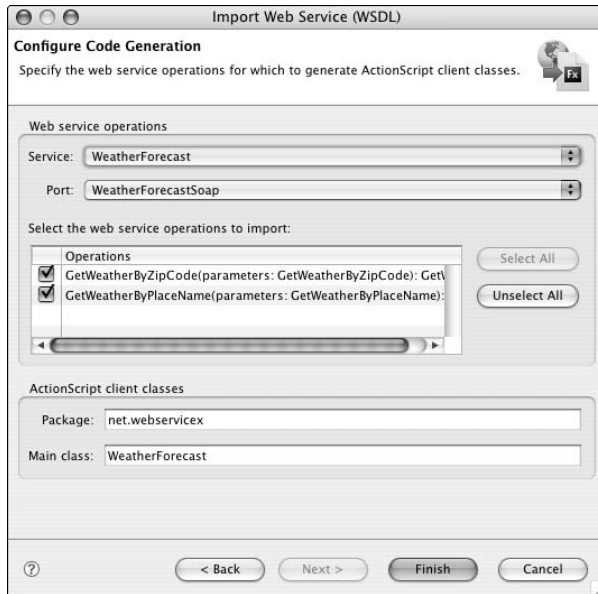 Import Web Service (WSDL)
Configure Code Generation
Specify the web service operations for which to generate ActionScript client classes.
Fx
Web service operations
Service: WeatherForecast
Port: WeatherForecastSoap
Select the web service operations to import:
Operations
GetWeatherByZipCode(parameters: GetWeatherByZipCode): GetW
GetWeatherByPlaceName(parameters: GetWeatherByPlaceName):
Select All
Unselect All
ActionScript client classes
Package: net.webservicex
Main class: WeatherForecast
? < Back Next > Finish Cancel